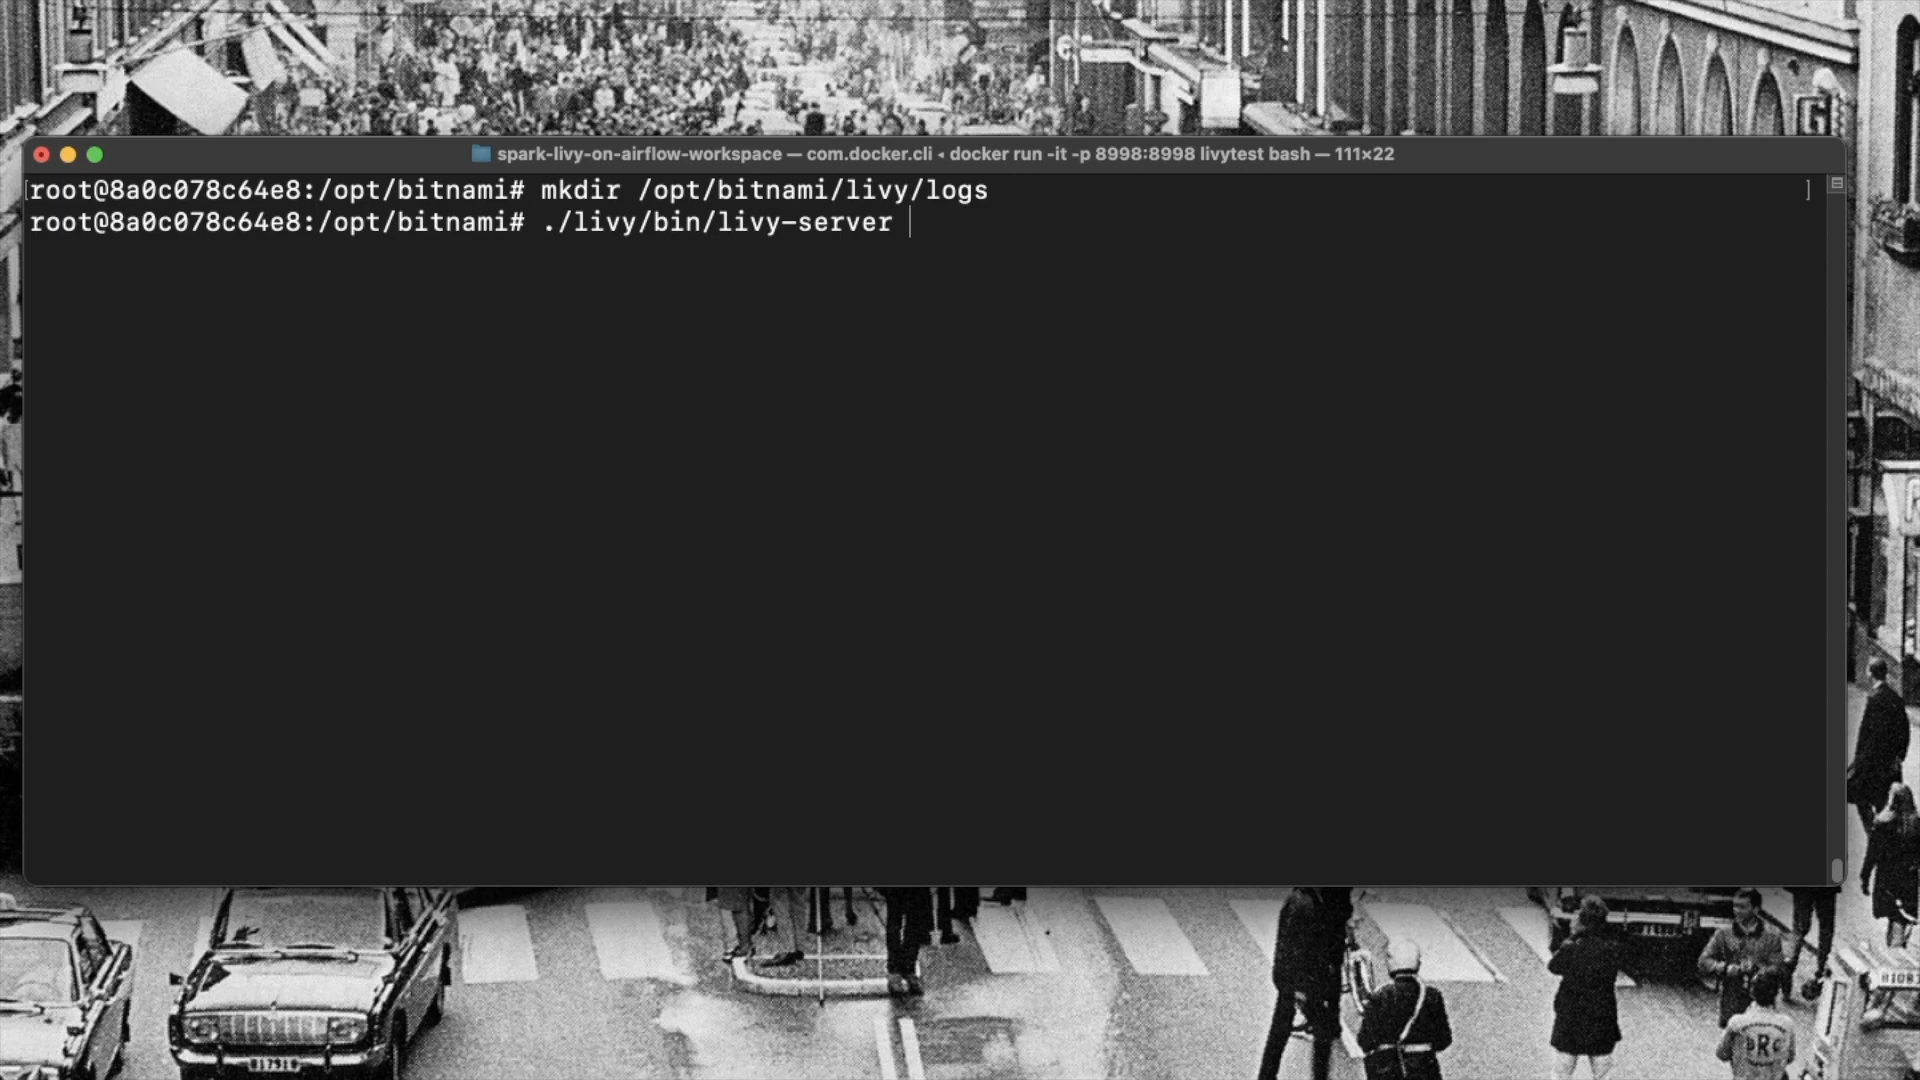 spark-livy-on-airflow-workspace — com.docker.cli ◂ docker run -it -p 8998:8998 livytest bash — 111×22
[root@8a0c078c64e8:/opt/bitnami# mkdir /opt/bitnami/livy/logs ]
root@8a0c078c64e8:/opt/bitnami# ./livy/bin/livy-server